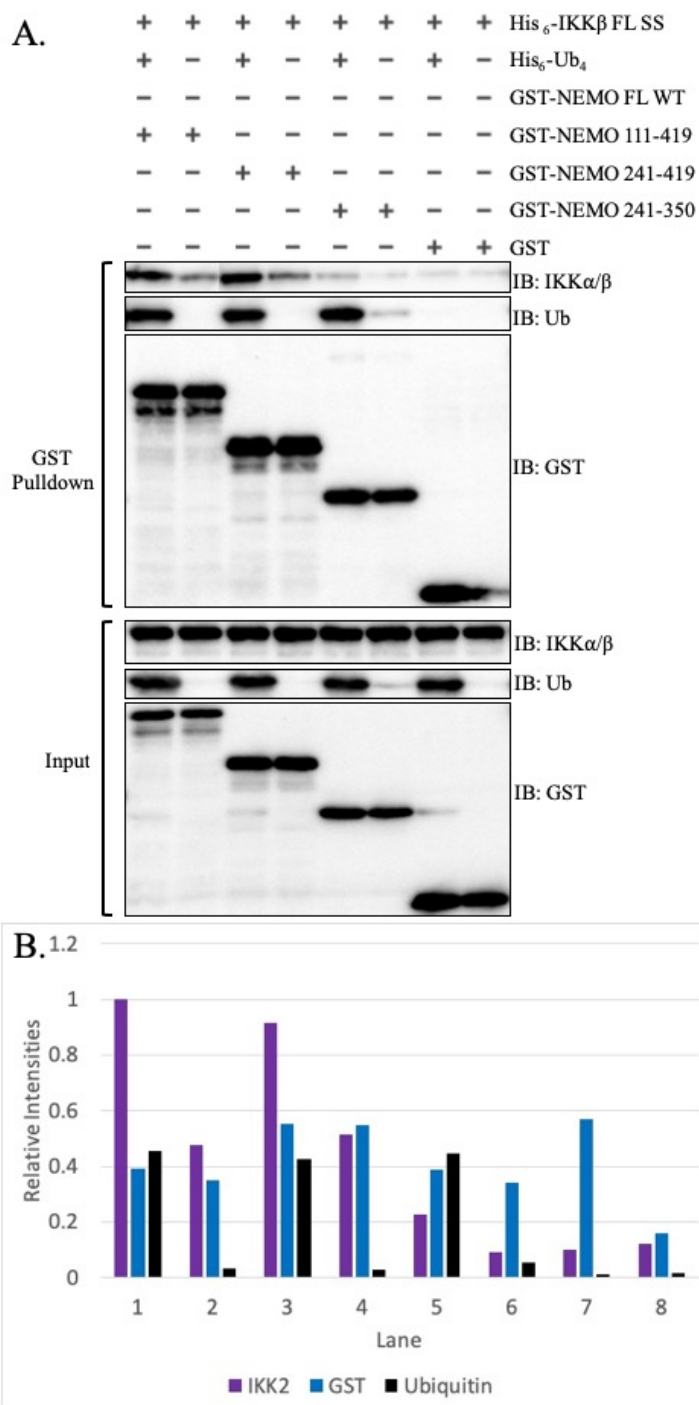 A.
+ + + + + + + + His 6-IKKβ FL SS
+ − + − + − + − His₆-Ub₄
− − − − − − − − GST-NEMO FL WT
+ + − − − − − − GST-NEMO 111-419
− − + + − − − − GST-NEMO 241-419
− − − − + + − − GST-NEMO 241-350
− − − − − − + + GST
IB: IKKα/β
IB: Ub
GST
Pulldown
IB: GST
IB: IKKα/β
IB: Ub
Input
IB: GST
B.
1.2
1
0.8
0.6
0.4
0.2
0
Relative Intensities
1 2 3 4 5 6 7 8
Lane
IKK2 GST Ubiquitin